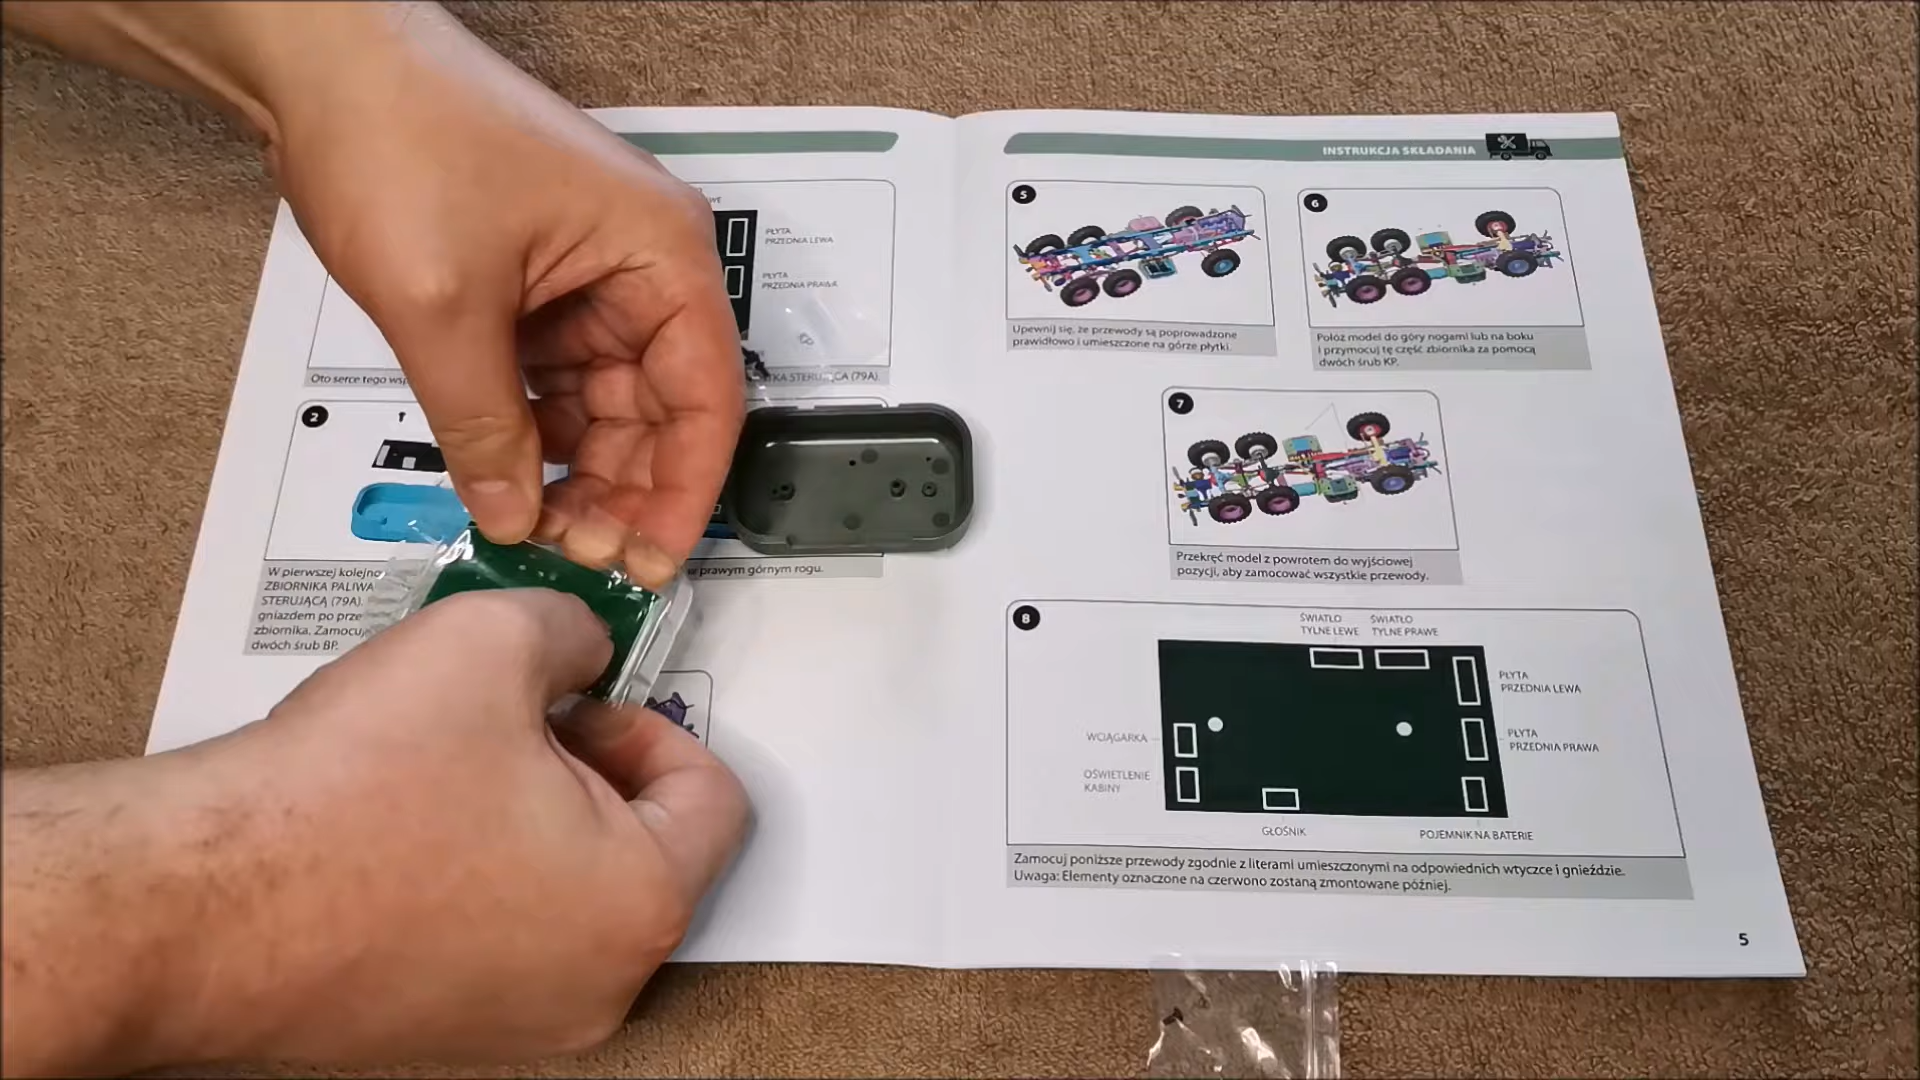 PŁYTA
PRZEDNIA LEWA
PŁYTA
PRZEDNIA PRAWA
Oto serce tego
(79A).
2
W pierwszej
ZBIORNIKA PALIWA
STERUJĄCĄ (79A).
gniazdem po
zbiornika.
dwóch śrub BP.
w prawym górnym rogu.
INSTRUKCJA SKŁADANIA
5
Upewnij się, że przewody są poprowadzone
prawidłowo i umieszczone na górze płytki.
6
Połóż model do góry nogami lub na boku
i przymocuj tę część zbiornika za pomocą
dwóch śrub KP.
7
Przekręć model z powrotem do wyjściowej
pozycji, aby zamocować wszystkie przewody.
8
ŚWIATŁO
TYLNE LEWE
ŚWIATŁO
TYLNE PRAWE
PŁYTA
PRZEDNIA LEWA
WCIĄGARKA
PŁYTA
PRZEDNIA PRAWA
OŚWIETLENIE
KABINY
GŁOŚNIK
POJEMNIK NA BATERIE
Zamocuj poniższe przewody zgodnie z literami umieszczonymi na odpowiednich wtyczce i gnieździe.
Uwaga: Elementy oznaczone na czerwono zostaną zmontowane później.
5